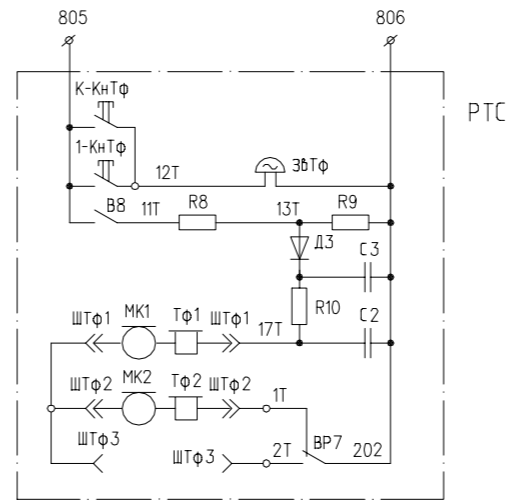 805 806
К-КнТф
РТС
1-КнТф
12Т ЗвТф
В8 11Т R8 13Т R9
Д3 С3
R10 С2
ШТф1 МК1 Тф1 ШТф1 17Т
ШТф2 МК2 Тф2 ШТф2 1Т
ШТф3 ШТф3 2Т ВР7 202